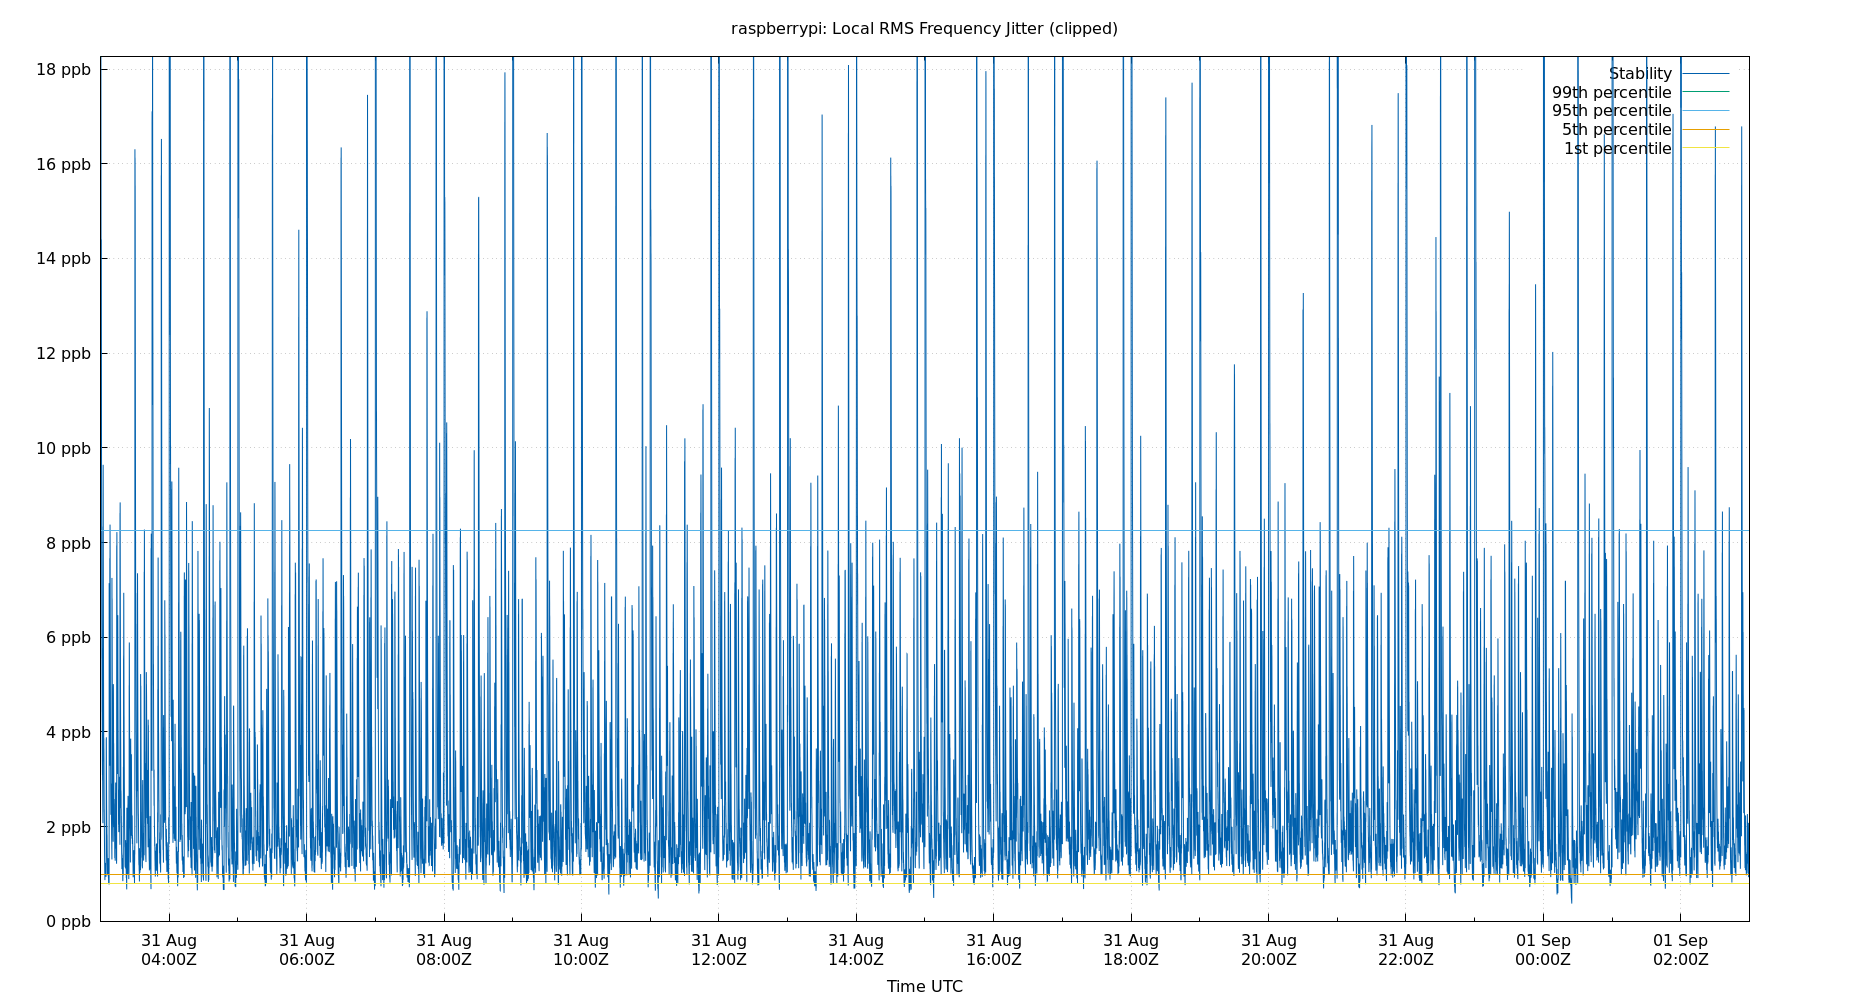 raspberrypi: Local RMS Frequency Jitter (clipped)
18 ppb
16 ppb
14 ppb
12 ppb
10 ppb
8 ppb
6 ppb
4 ppb
2 ppb
0 ppb
Stability
99th percentile
95th percentile
5th percentile
1st percentile
31 Aug 31 Aug 31 Aug 31 Aug 31 Aug 31 Aug 31 Aug 31 Aug 31 Aug 31 Aug 01 Sep 01 Sep
04:00Z 06:00Z 08:00Z 10:00Z 12:00Z 14:00Z 16:00Z 18:00Z 20:00Z 22:00Z 00:00Z 02:00Z
Time UTC